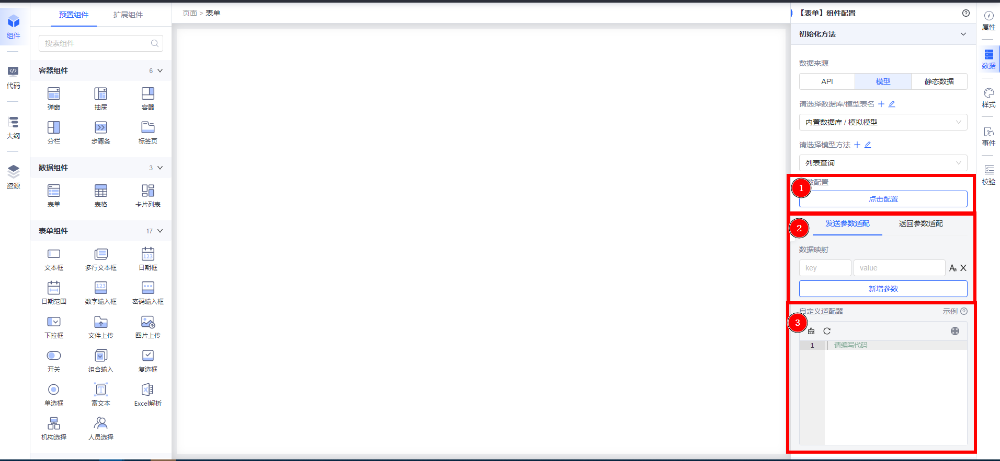 组件
代码
大纲
资源
预置组件
扩展组件
搜索组件
容器组件 6
弹窗 抽屉 容器
分栏 步骤条 标签页
数据组件 3
表单 表格 卡片列表
表单组件 17
文本框 多行文本框 日期框
日期范围 数字输入框 密码输入框
下拉框 文件上传 图片上传
开关 组合输入 复选框
单选框 富文本 Excel解析
机构选择 人员选择
页面 > 表单
【表单】组件配置
初始化方法
数据来源
API 模型 静态数据
请选择数据库/模型表名
内置数据库 / 模拟模型
请选择模型方法
列表查询
1
数配置
点击配置
2
发送参数适配 返回参数适配
数据映射
key value
新增参数
自定义适配器 示例
3
1 请编写代码
属性
数据
样式
事件
校验